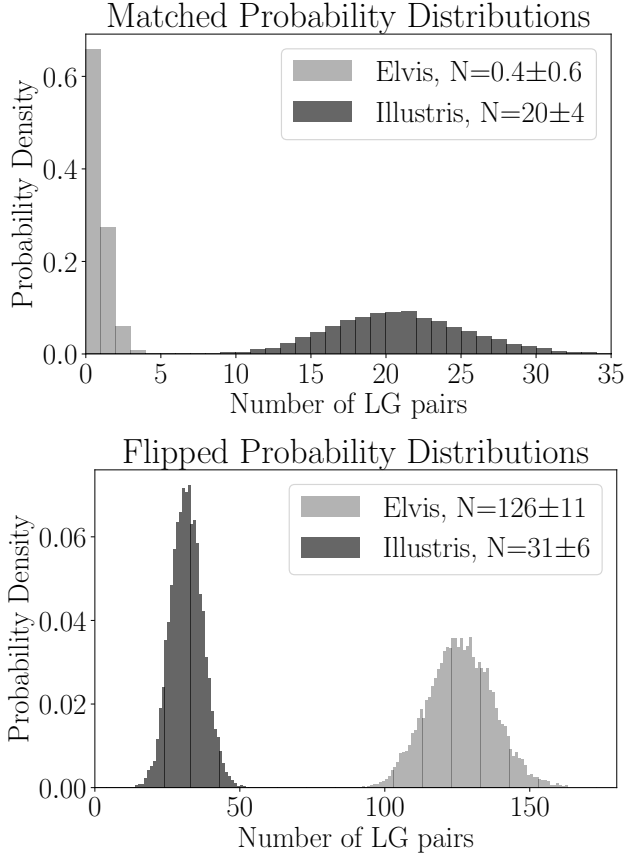 Matched Probability Distributions
Probability Density
0.6
0.4
0.2
0.0
Elvis, N=0.4±0.6
Illustris, N=20±4
0 5 10 15 20 25 30 35
Number of LG pairs
Flipped Probability Distributions
Probability Density
0.06
0.04
0.02
0.00
Elvis, N=126±11
Illustris, N=31±6
0 50 100 150
Number of LG pairs